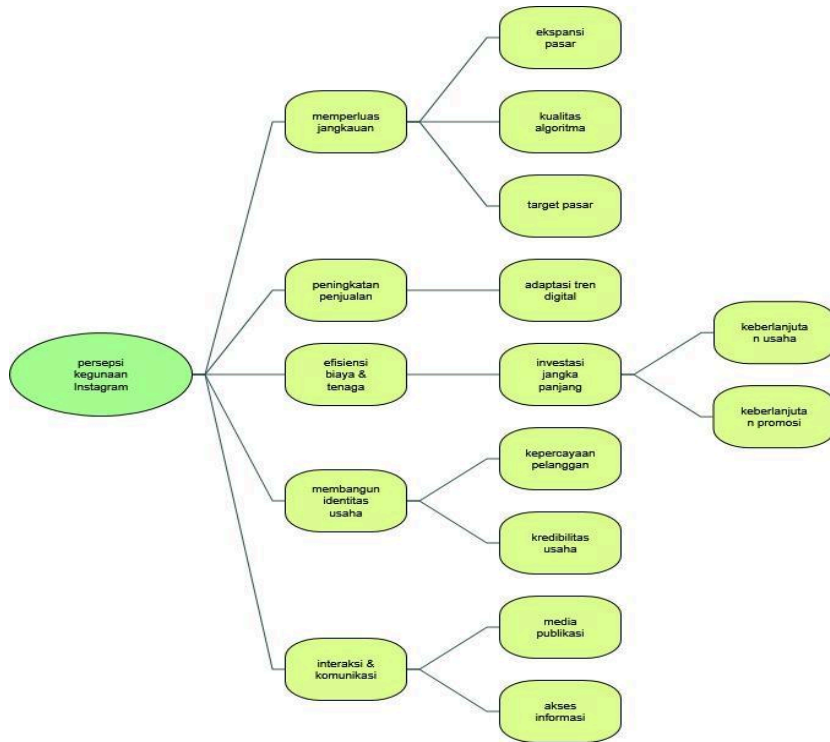 ekspansi
pasar
memperluas
jangkauan
kualitas
algoritma
target pasar
peningkatan
penjualan
adaptasi tren
digital
persepsi
kegunaan
Instagram
efisiensi
biaya &
tenaga
investasi
jangka
panjang
keberlanjuta
n usaha
keberlanjuta
n promosi
membangun
identitas
usaha
kepercayaan
pelanggan
kredibilitas
usaha
interaksi &
komunikasi
media
publikasi
akses
informasi